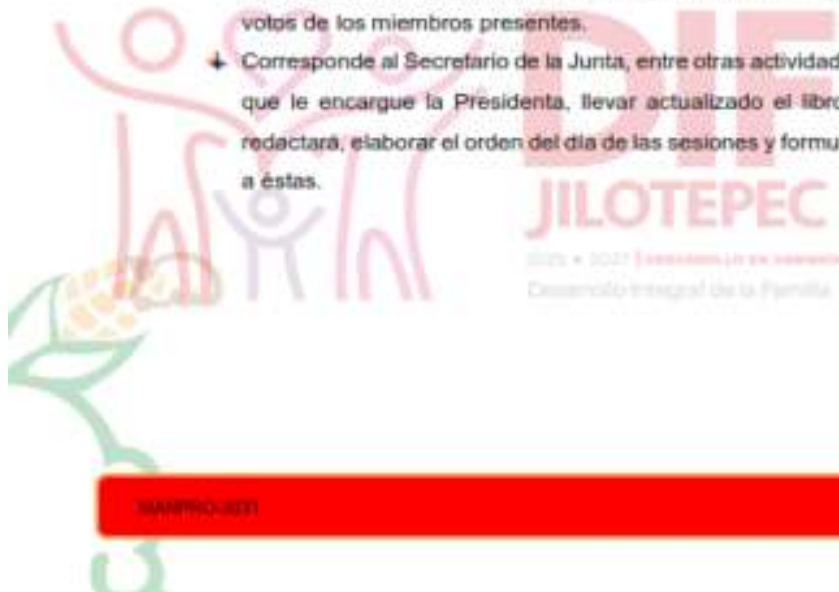 votos de los miembros presentes.
Corresponde al Secretario de la Junta, entre otras actividad
que le encargue la Presidenta, llevar actualizado el libro
redactará, elaborar el orden del día de las sesiones y formu
a éstas.
DIF
JILOTEPEC
Desarrollo Integral de la Familia